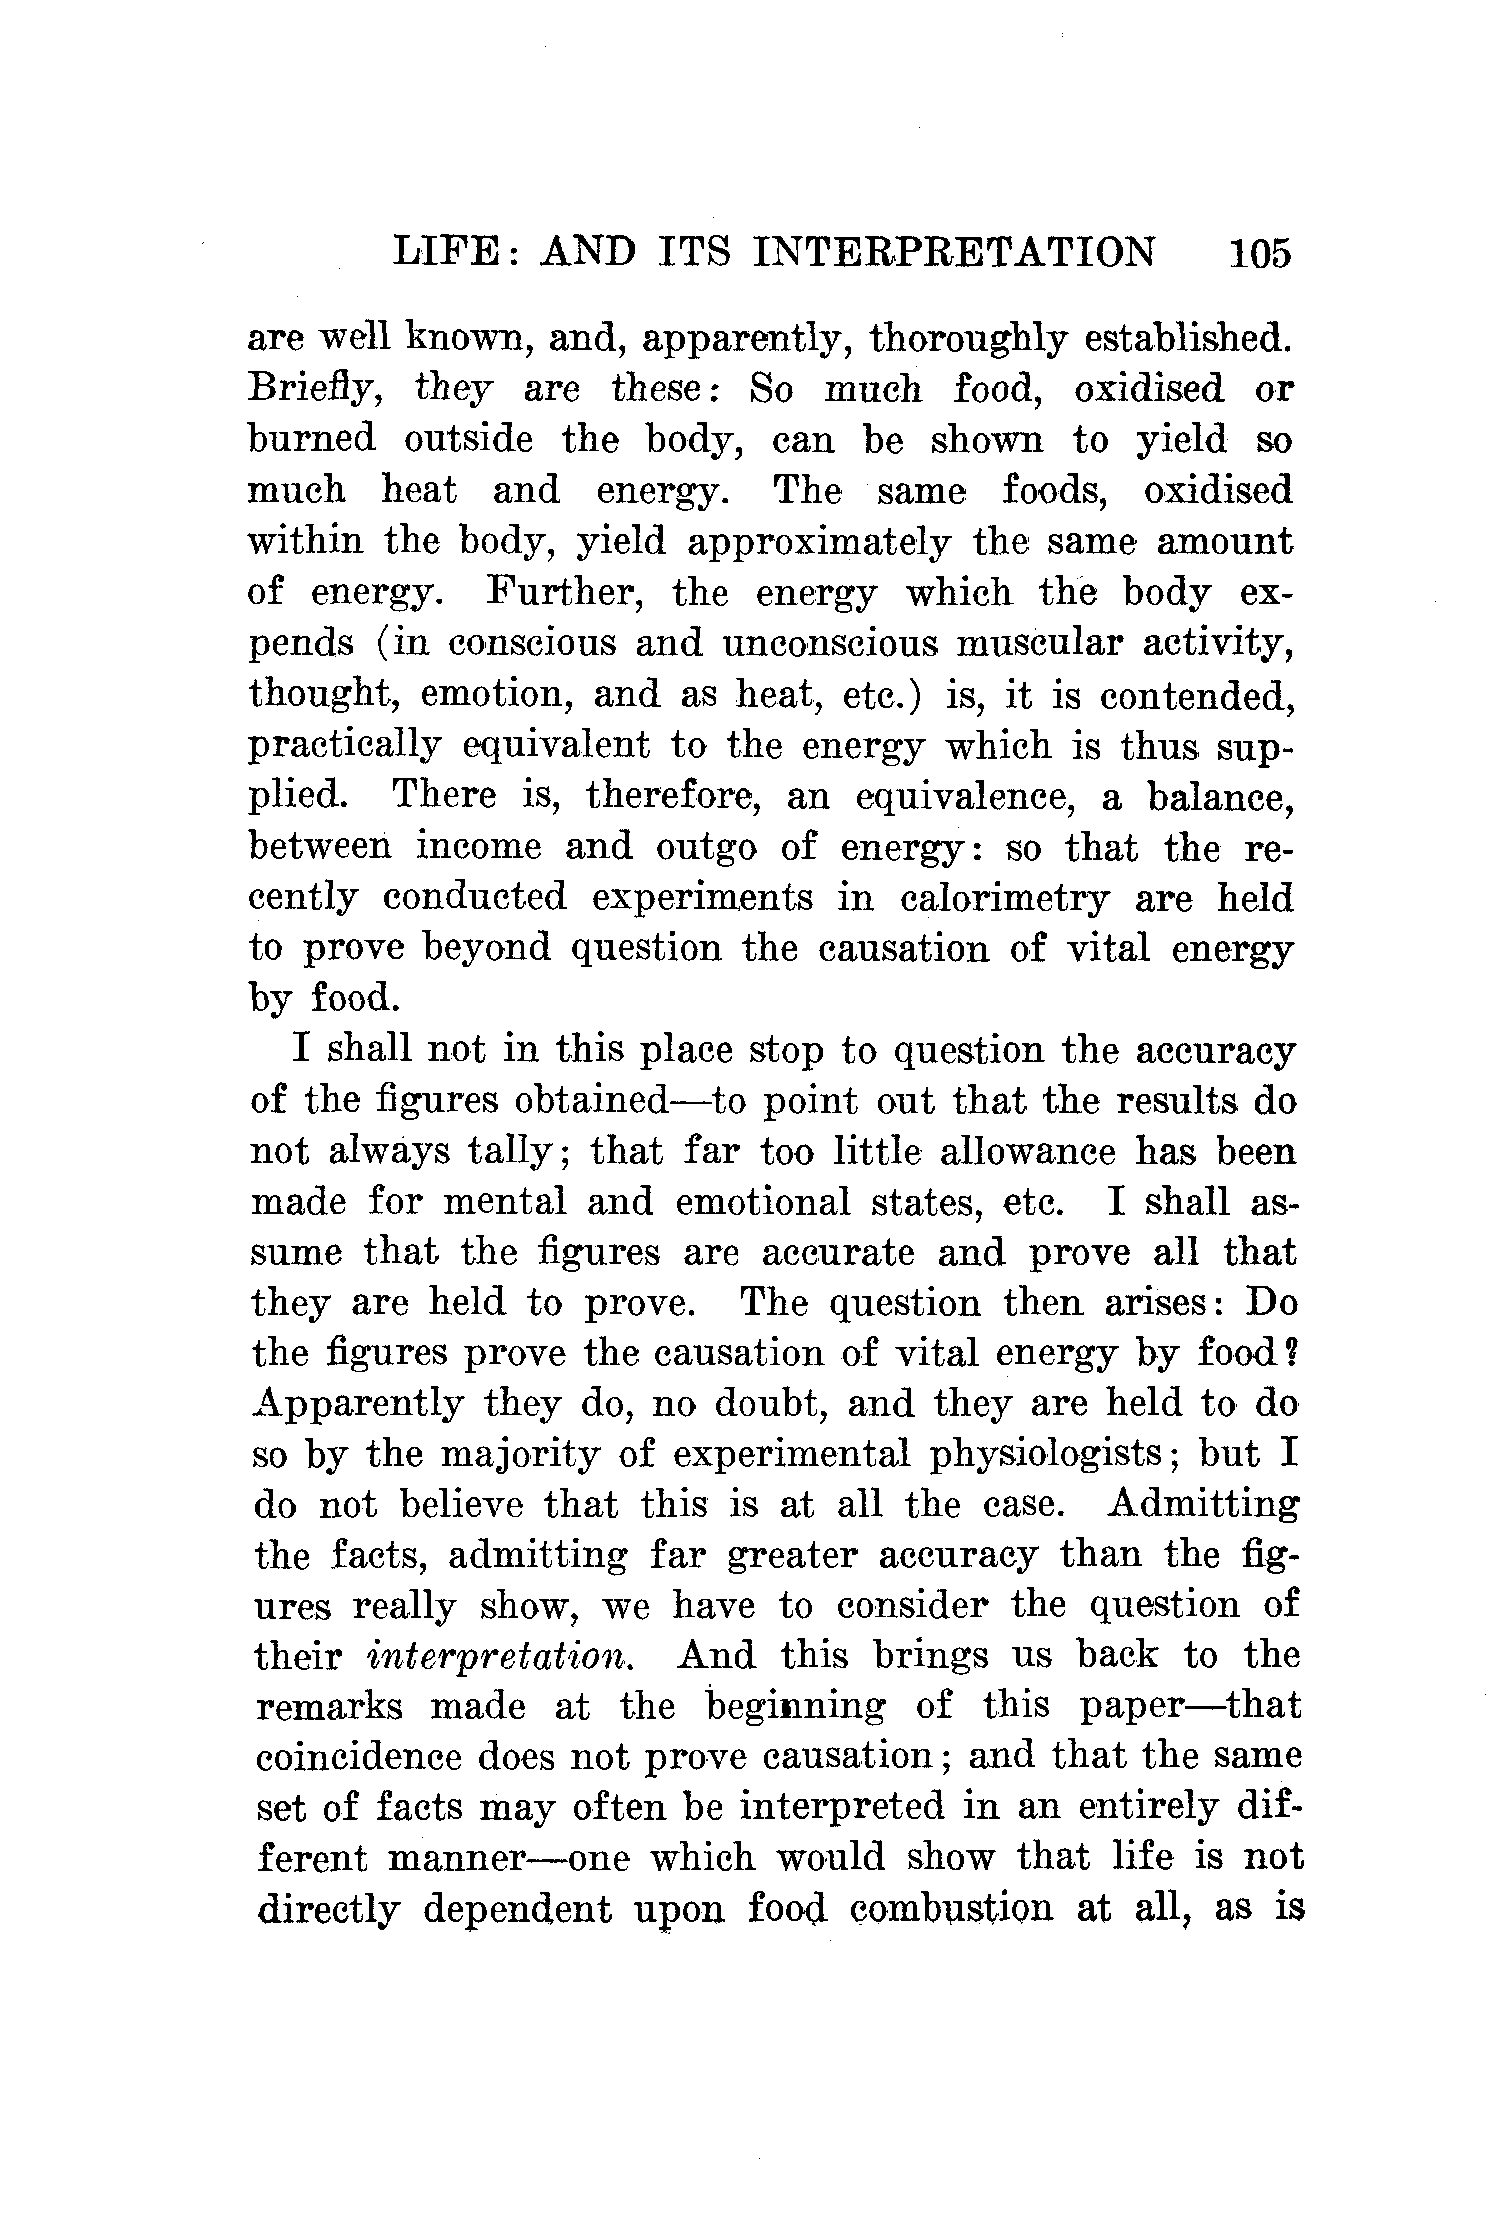 LIFE: AND ITS INTERPRETATION 105
are well known, and, apparently, thoroughly established.
Briefly, they are these: So much food, oxidised or
burned outside the body, can be shown to yield so
much heat and energy. The same foods, oxidised
within the body, yield approximately the same amount
of energy. Further, the energy which the body ex-
pends (in conscious and unconscious muscular activity,
thought, emotion, and as heat, etc.) is, it is contended,
practically equivalent to the energy which is thus sup-
plied. There is, therefore, an equivalence, a balance,
between income and outgo of energy: so that the re-
cently conducted experiments in calorimetry are held
to prove beyond question the causation of vital energy
by food.
I shall not in this place stop to question the accuracy
of the figures obtained—to point out that the results do
not always tally; that far too little allowance has been
made for mental and emotional states, etc. I shall as-
sume that the figures are accurate and prove all that
they are held to prove. The question then arises: Do
the figures prove the causation of vital energy by food?
Apparently they do, no doubt, and they are held to do
so by the majority of experimental physiologists; but I
do not believe that this is at all the case. Admitting
the facts, admitting far greater accuracy than the fig-
ures really show, we have to consider the question of
their interpretation. And this brings us back to the
remarks made at the beginning of this paper—that
coincidence does not prove causation; and that the same
set of facts may often be interpreted in an entirely dif-
ferent manner—one which would show that life is not
directly dependent upon food combustion at all, as is